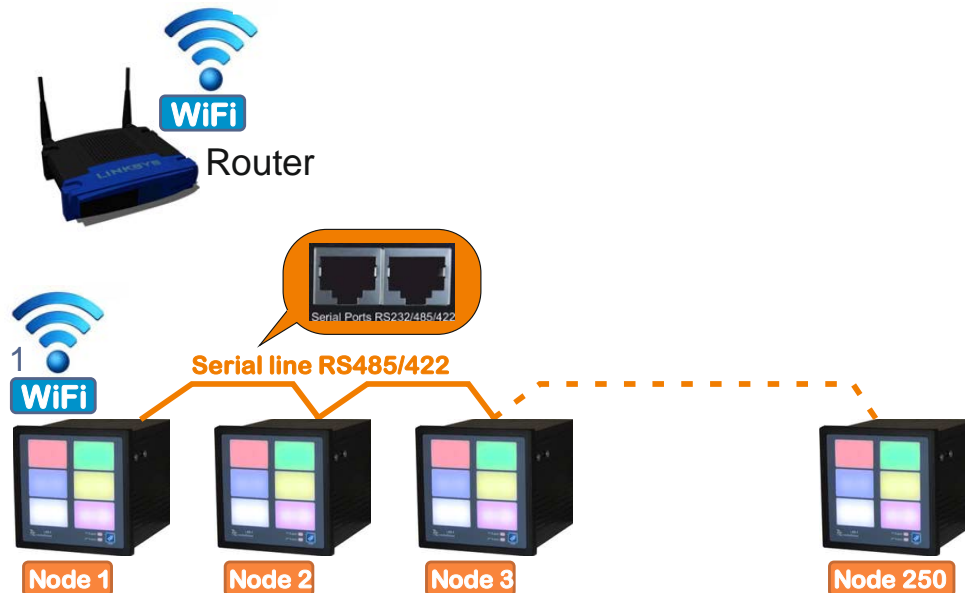 WiFi
Router
LINKSYS
Serial Ports RS232/485/422
1
Serial line RS485/422
WiFi
Node 1
Node 2
Node 3
Node 250